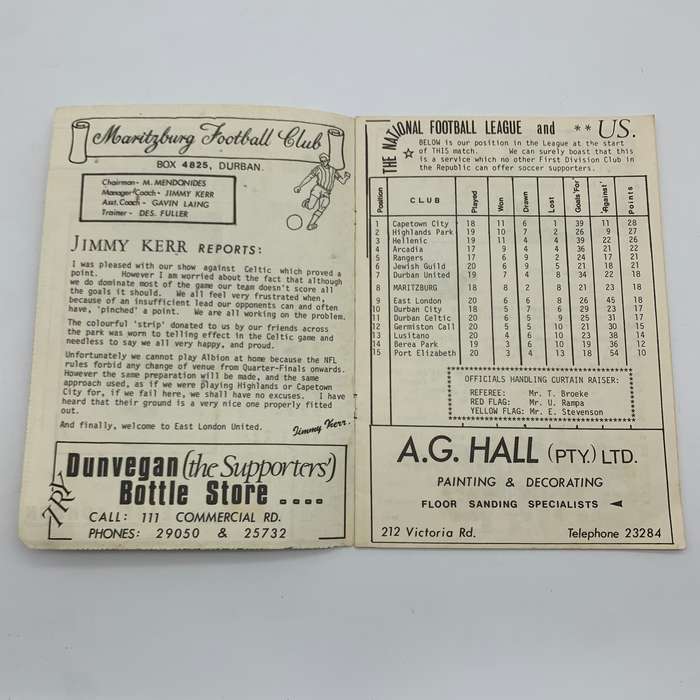 Maritzburg Football Club
BOX 4825, DURBAN.
Chairman - M. MENDONIDES
Manager/Coach - JIMMY KERR
Asst. Coach - GAVIN LAING
Trainer - DES. FULLER
JIMMY KERR REPORTS:
I was pleased with our show against Celtic which proved a
point. However I am worried about the fact that although
we do dominate most of the game our team doesn't score all
the goals it should. We all feel very frustrated when,
because of an insufficient lead our opponents can and often
have, 'pinched' a point. We are all working on the problem.
The colourful 'strip' donated to us by our friends across
the park was worn to telling effect in the Celtic game and
needless to say we all very happy, and proud.
Unfortunately we cannot play Albion at home because the NFL
rules forbid any change of venue from Quarter-Finals onwards.
However the same preparation will be made, and the same
approach used, as if we were playing Highlands or Capetown
City for, if we fail here, we shall have no excuses. I have
heard that their ground is a very nice one properly fitted
out.
And finally, welcome to East London United.
Jimmy Kerr.
TRY
Dunvegan (the Supporters')
Bottle Store ....
CALL: 111 COMMERCIAL RD.
PHONES: 29050 & 25732
THE NATIONAL FOOTBALL LEAGUE and ** US.
BELOW is our position in the League at the start
of THIS match. We can surely boast that this
is a service which no other First Division Club in
the Republic can offer soccer supporters.
Position CLUB Played Won Drawn Lost Goals For 'Against' Points
1 Capetown City 18 11 6 1 39 11 28
2 Highlands Park 19 10 7 2 26 9 27
3 Hellenic 19 11 4 4 39 22 26
4 Arcadia 17 9 4 4 36 21 22
5 Rangers 17 6 9 2 24 17 21
6 Jewish Guild 20 6 9 5 21 18 21
7 Durban United 19 7 4 8 34 22 18
8 MARITZBURG 20 5 8 7 21 23 18
9 East London 20 6 6 8 26 45 18
10 Durban City 20 5 8 7 29 23 17
11 Durban Celtic 20 6 5 9 25 31 17
12 Germiston Call 20 5 5 10 21 30 15
13 Lusitano 20 4 6 10 20 38 14
14 Berea Park 19 4 4 11 19 36 12
15 Port Elizabeth 20 3 4 13 18 54 10
OFFICIALS HANDLING CURTAIN RAISER:
REFEREE: Mr. T. Broeke
RED FLAG: Mr. U. Rampa
YELLOW FLAG: Mr. E. Stevenson
A.G. HALL (PTY.) LTD.
PAINTING & DECORATING
FLOOR SANDING SPECIALISTS
212 Victoria Rd. Telephone 23284